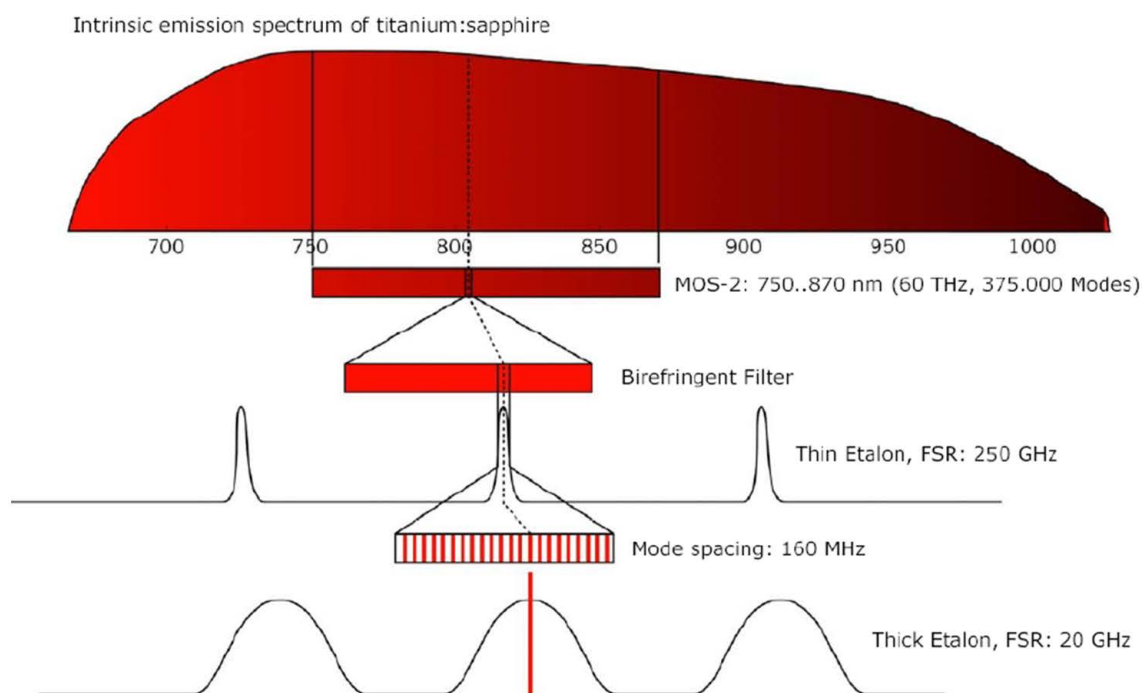 Intrinsic emission spectrum of titanium:sapphire
700 750 800 850 900 950 1000
MOS-2: 750..870 nm (60 THz, 375.000 Modes)
Birefringent Filter
Thin Etalon, FSR: 250 GHz
Mode spacing: 160 MHz
Thick Etalon, FSR: 20 GHz